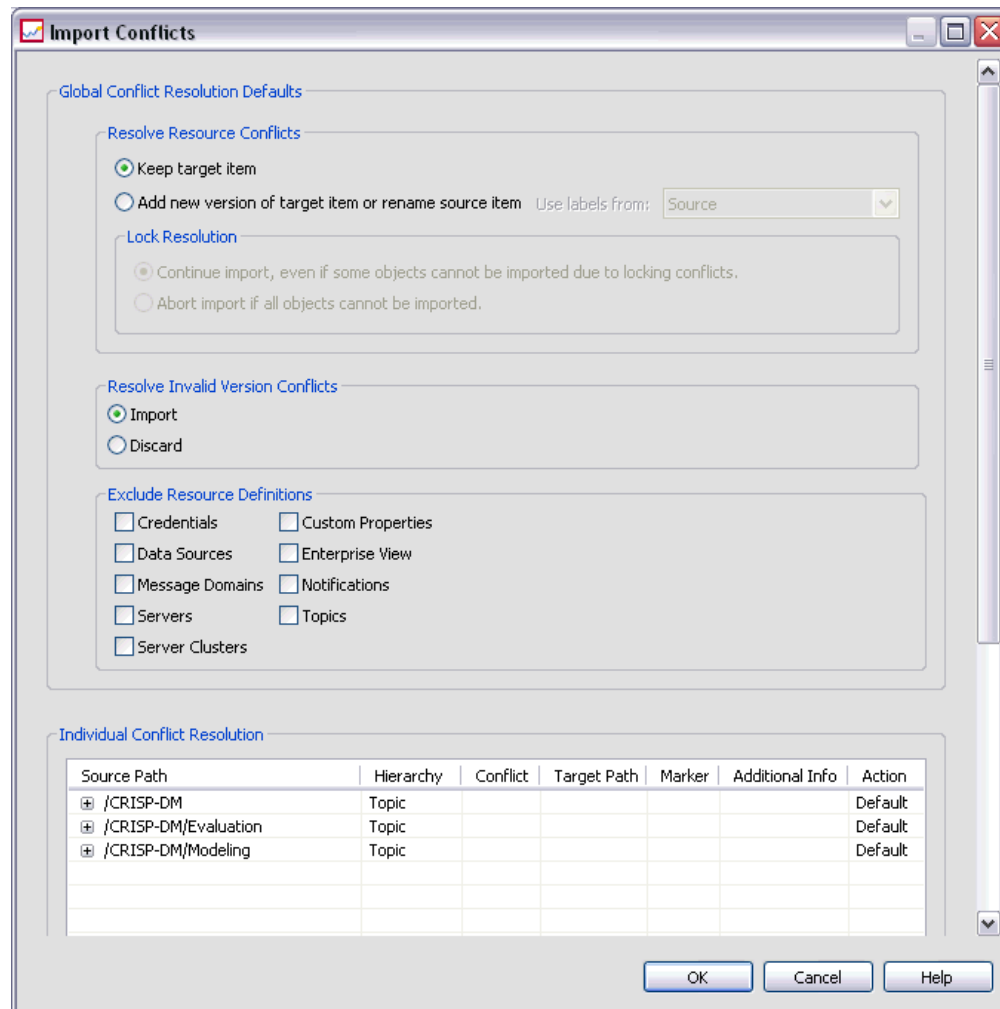 Import Conflicts
Global Conflict Resolution Defaults
Resolve Resource Conflicts
Keep target item
Add new version of target item or rename source item Use labels from: Source
Lock Resolution
Continue import, even if some objects cannot be imported due to locking conflicts.
Abort import if all objects cannot be imported.
Resolve Invalid Version Conflicts
Import
Discard
Exclude Resource Definitions
Credentials Custom Properties
Data Sources Enterprise View
Message Domains Notifications
Servers Topics
Server Clusters
Individual Conflict Resolution
Source Path Hierarchy Conflict Target Path Marker Additional Info Action
/CRISP-DM Topic Default
/CRISP-DM/Evaluation Topic Default
/CRISP-DM/Modeling Topic Default
OK Cancel Help